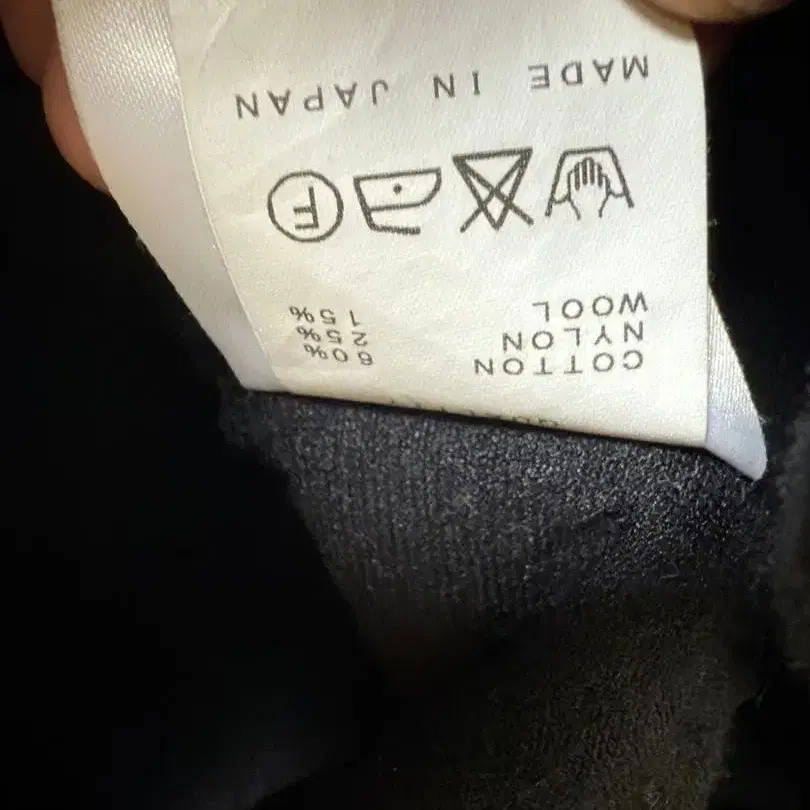 COTTON 60%
NYLON 25%
WOOL 15%
F
MADE IN JAPAN